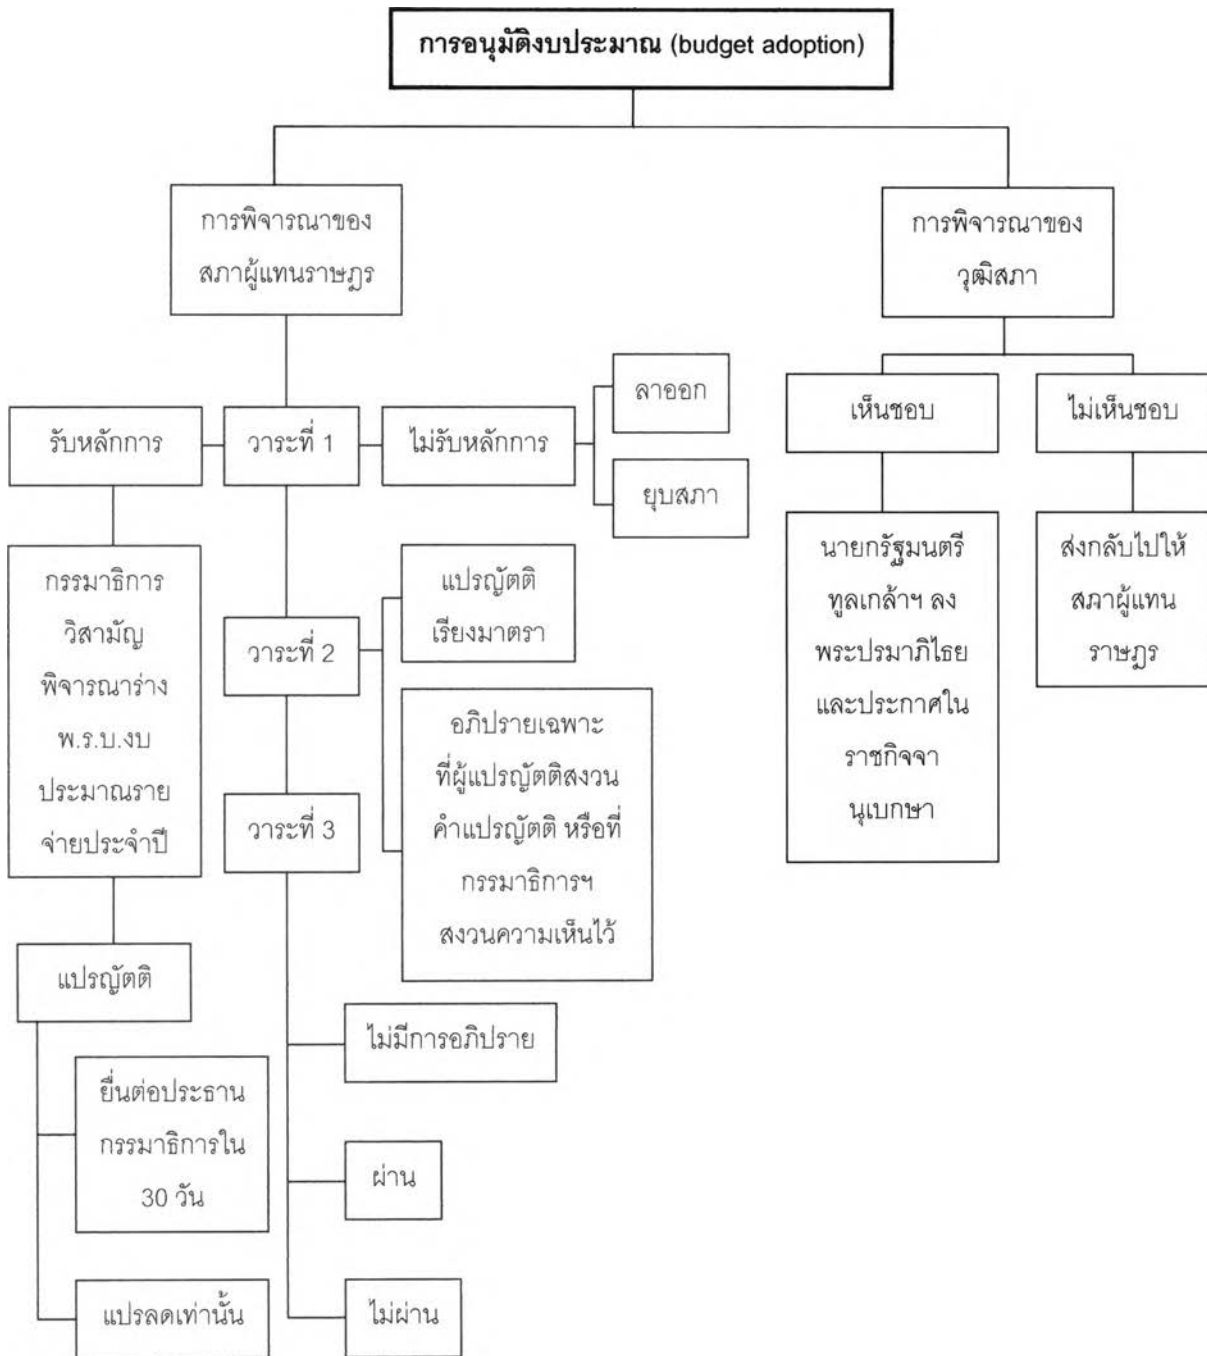 การอนุมัติงบประมาณ (budget adoption)
การพิจารณาของ
สภาผู้แทนราษฎร
การพิจารณาของ
วุฒิสภา
รับหลักการ
วาระที่ 1
ไม่รับหลักการ
ลาออก
ยุบสภา
เห็นชอบ
ไม่เห็นชอบ
กรรมาธิการ
วิสามัญ
พิจารณาร่าง
พ.ร.บ.งบ
ประมาณราย
จ่ายประจำปี
วาระที่ 2
แปรญัตติ
เรียงมาตรา
อภิปรายเฉพาะ
ที่ผู้แปรญัตติสงวน
คำแปรญัตติ หรือที่
กรรมาธิการฯ
สงวนความเห็นไว้
นายกรัฐมนตรี
ทูลเกล้าฯ ลง
พระปรมาภิไธย
และประกาศใน
ราชกิจจา
นุเบกษา
ส่งกลับไปให้
สภาผู้แทน
ราษฎร
วาระที่ 3
แปรญัตติ
ยื่นต่อประธาน
กรรมาธิการใน
30 วัน
แปรลดเท่านั้น
ไม่มีการอภิปราย
ผ่าน
ไม่ผ่าน